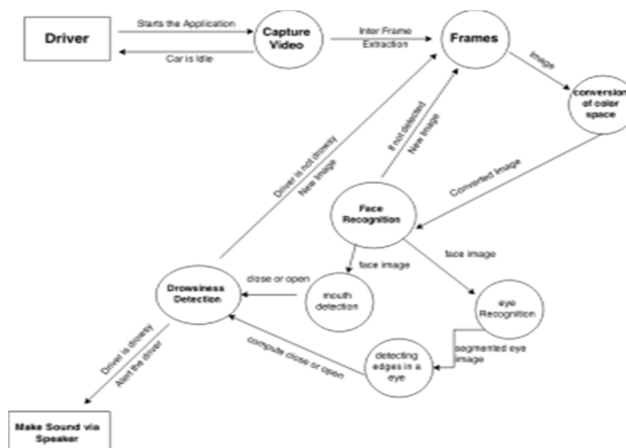 Driver
Starts the Application
Car is Idle
Capture
Video
Inter Frame
Extraction
Frames
Image
conversion
of color
space
Converted Image
If not detected
New Image
Driver is not drowsy
New Image
Face
Recognition
face image
face image
close or open
mouth
detection
Drowsiness
Detection
eye
Recognition
segmented eye
image
detecting
edges in a
eye
compute close or open
Driver is drowsy
Alert the driver
Make Sound via
Speaker